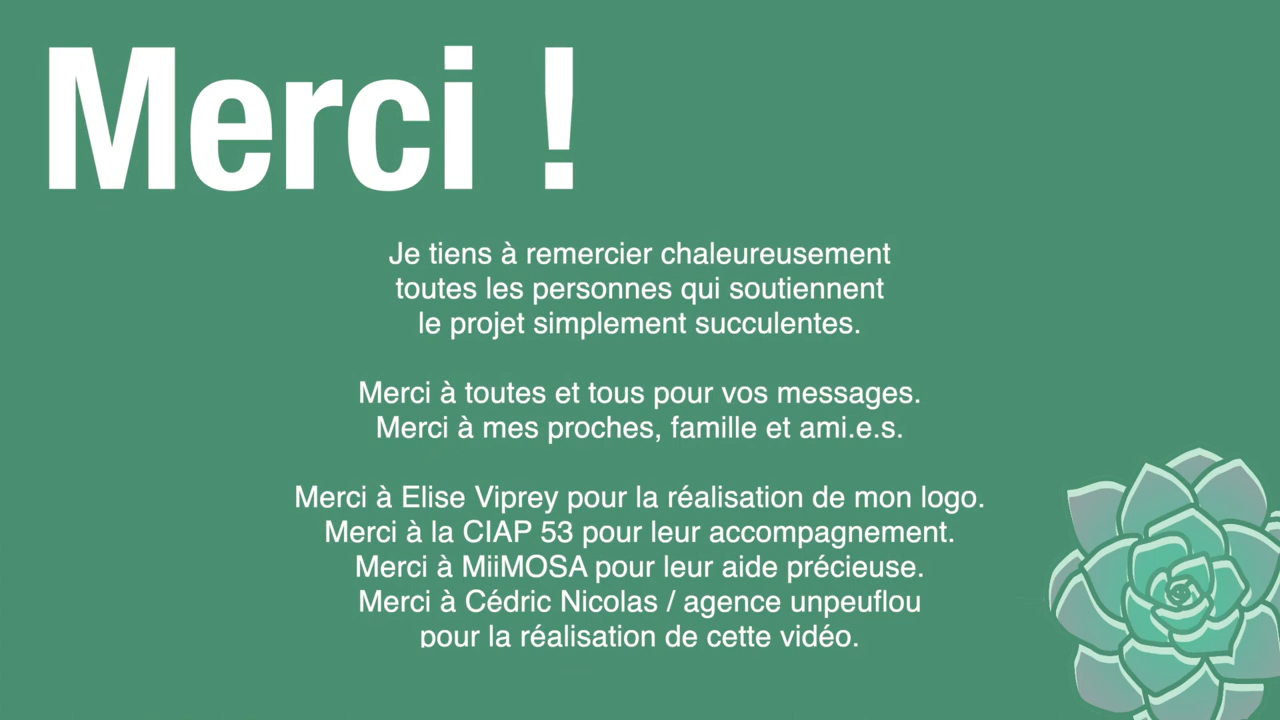 Merci !
Je tiens à remercier chaleureusement
toutes les personnes qui soutiennent
le projet simplement succulentes.
Merci à toutes et tous pour vos messages.
Merci à mes proches, famille et ami.e.s.
Merci à Elise Viprey pour la réalisation de mon logo.
Merci à la CIAP 53 pour leur accompagnement.
Merci à MiiMOSA pour leur aide précieuse.
Merci à Cédric Nicolas / agence unpeuflou
pour la réalisation de cette vidéo.